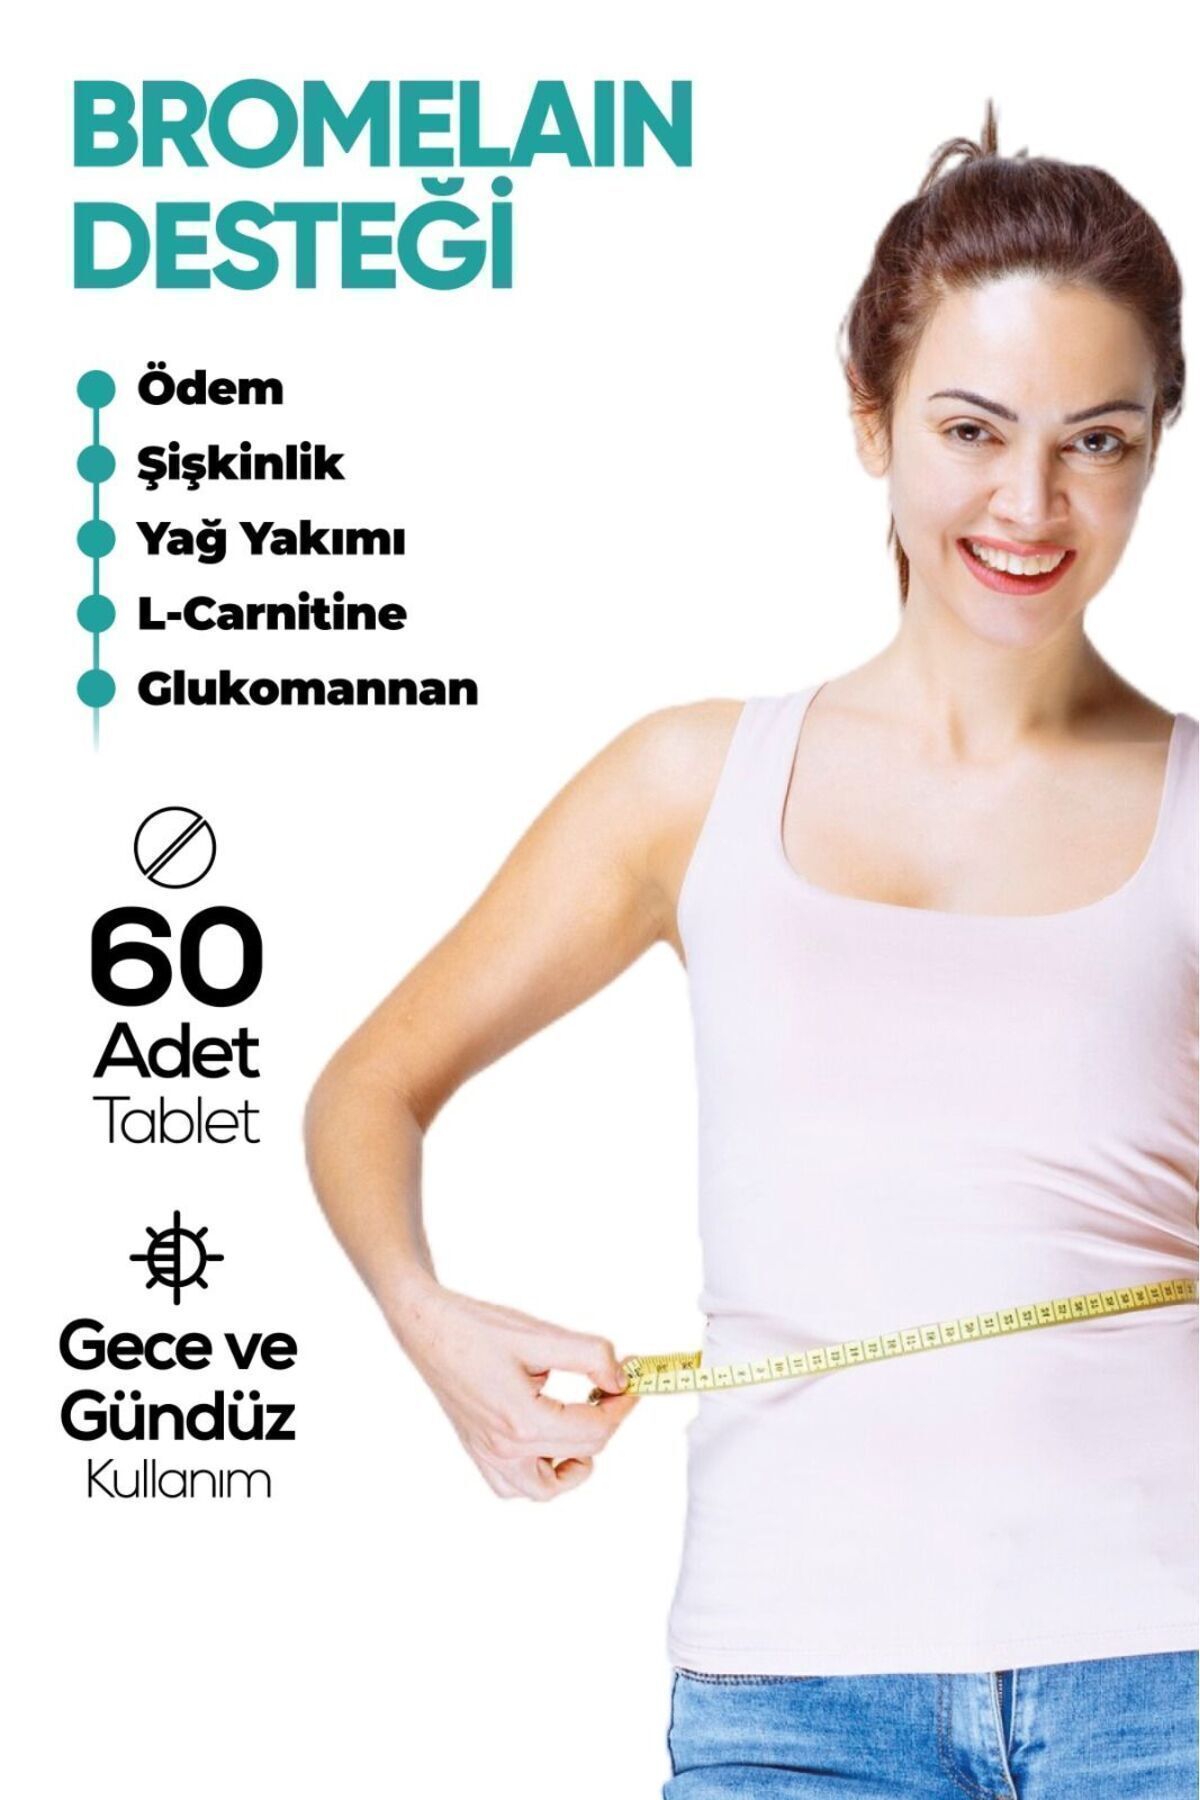 BROMELAIN
DESTEĞİ
Ödem
Şişkinlik
Yağ Yakımı
L-Carnitine
Glukomannan
60
Adet
Tablet
Gece ve
Gündüz
Kullanım